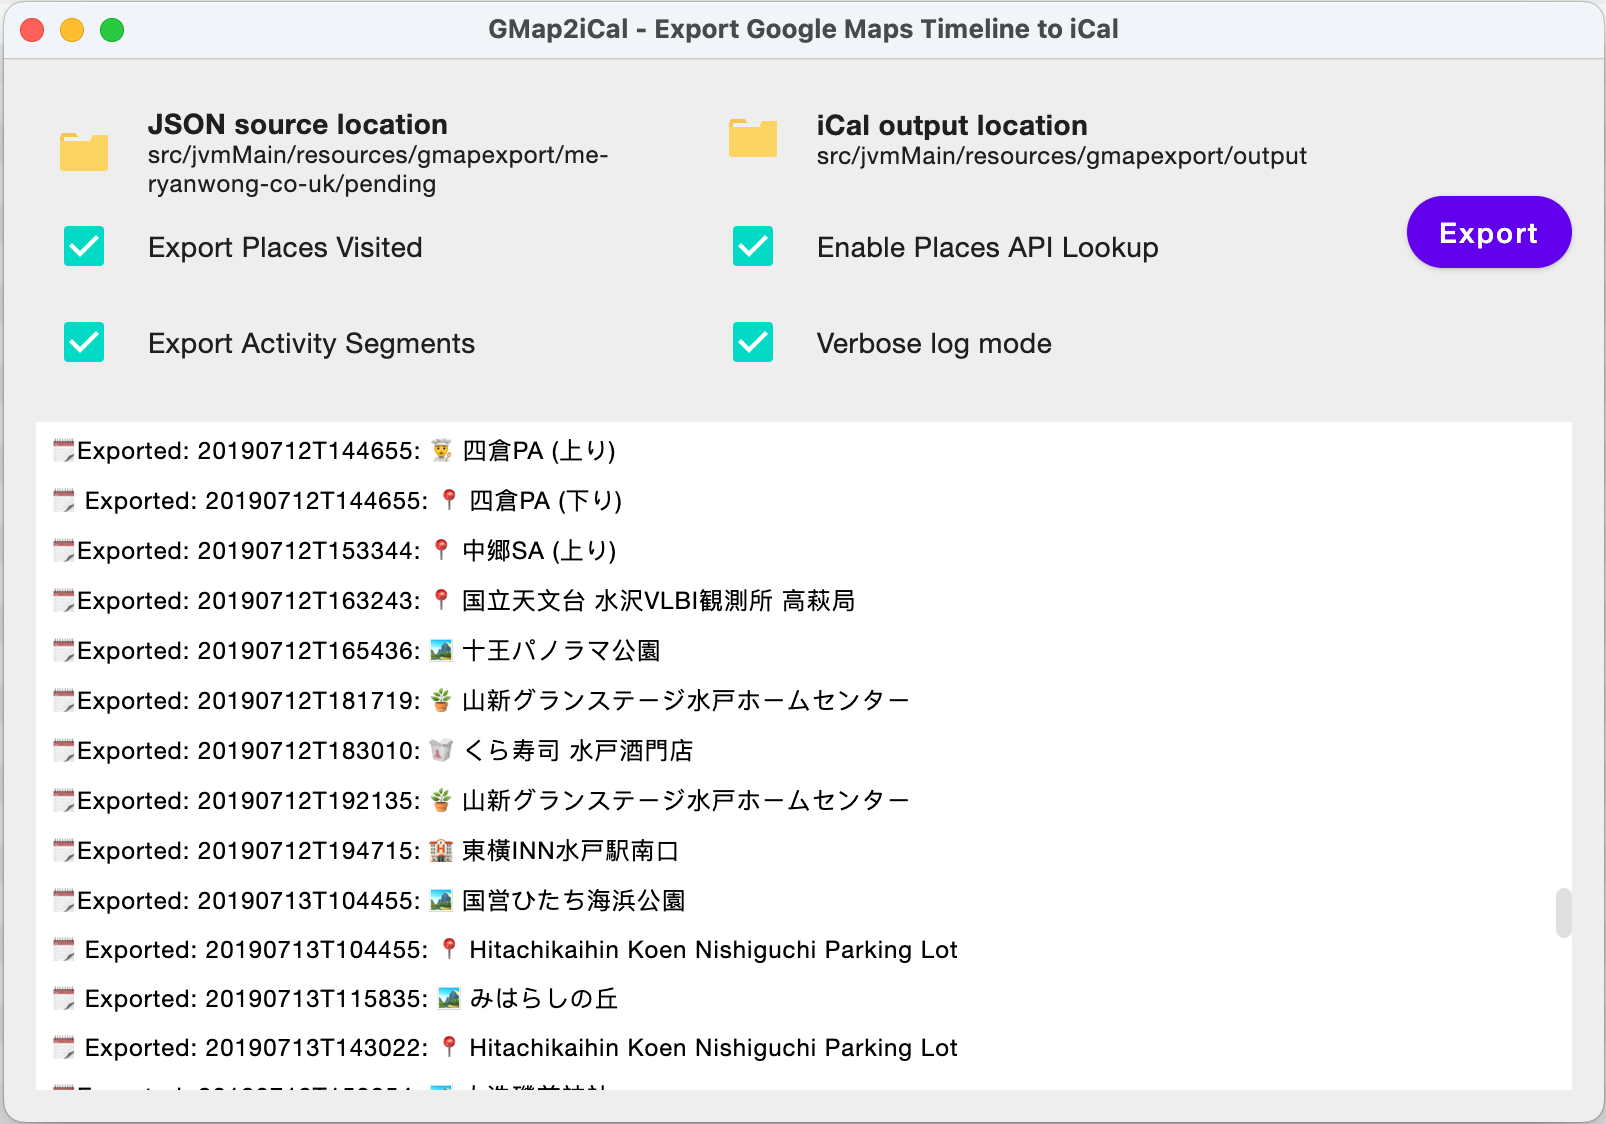 GMap2iCal - Export Google Maps Timeline to iCal
JSON source location
src/jvmMain/resources/gmapexport/me-
ryanwong-co-uk/pending
iCal output location
src/jvmMain/resources/gmapexport/output
Export Places Visited
Enable Places API Lookup
Export
Export Activity Segments
Verbose log mode
Exported: 20190712T144655: 四倉PA (上り)
Exported: 20190712T144655: 四倉PA (下り)
Exported: 20190712T153344: 中郷SA (上り)
Exported: 20190712T163243: 国立天文台 水沢VLBI観測所 高萩局
Exported: 20190712T165436: 十王パノラマ公園
Exported: 20190712T181719: 山新グランステージ水戸ホームセンター
Exported: 20190712T183010: くら寿司 水戸酒門店
Exported: 20190712T192135: 山新グランステージ水戸ホームセンター
Exported: 20190712T194715: 東横INN水戸駅南口
Exported: 20190713T104455: 国営ひたち海浜公園
Exported: 20190713T104455: Hitachikaihin Koen Nishiguchi Parking Lot
Exported: 20190713T115835: みはらしの丘
Exported: 20190713T143022: Hitachikaihin Koen Nishiguchi Parking Lot